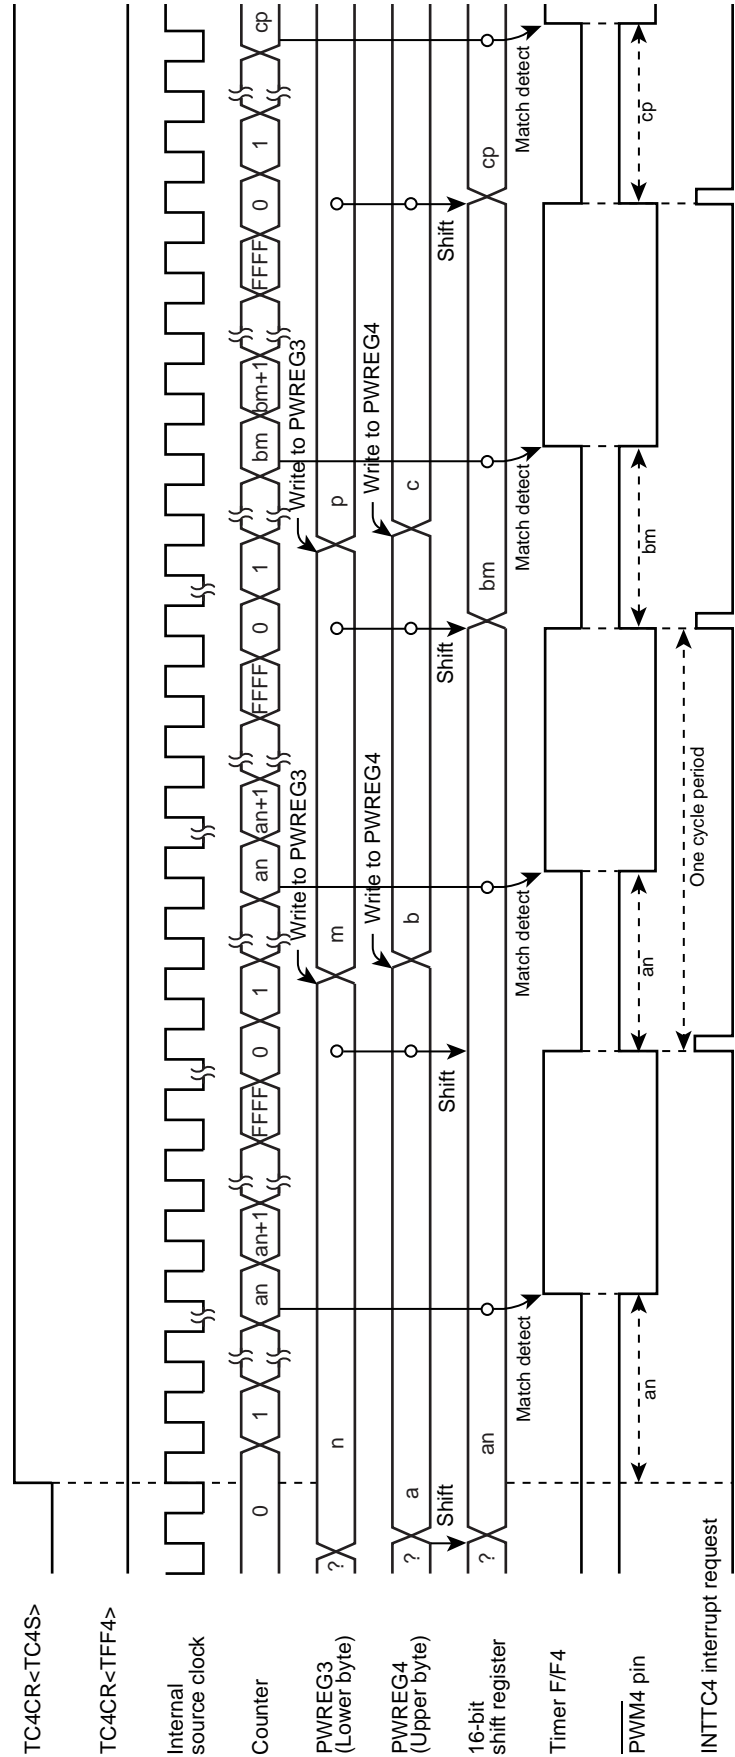 TC4CR<TC4S>
TC4CR<TFF4>
Internal
source clock
Counter
0
1
an
an+1
FFFF
0
1
an
an+1
FFFF
0
1
bm
bm+1
FFFF
0
1
cp
Write to PWREG3
Write to PWREG3
PWREG3
(Lower byte)
?
n
m
p
Write to PWREG4
Write to PWREG4
PWREG4
(Upper byte)
?
a
b
c
Shift
Shift
Shift
Shift
16-bit
shift register
?
an
bm
cp
Match detect
Match detect
Match detect
Match detect
Timer F/F4
PWM4 pin
an
an
bm
cp
One cycle period
INTTC4 interrupt request